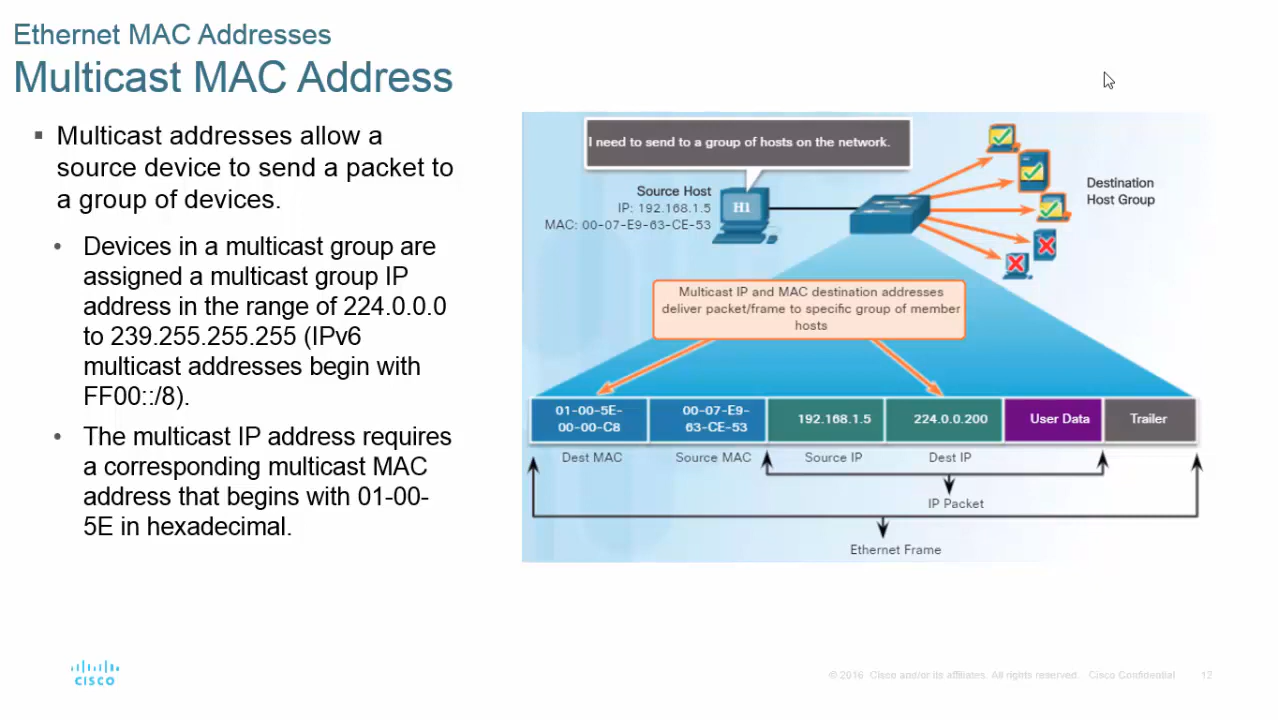 Ethernet MAC Addresses
Multicast MAC Address
▪ Multicast addresses allow a
source device to send a packet to
a group of devices.
• Devices in a multicast group are
assigned a multicast group IP
address in the range of 224.0.0.0
to 239.255.255.255 (IPv6
multicast addresses begin with
FF00::/8).
• The multicast IP address requires
a corresponding multicast MAC
address that begins with 01-00-
5E in hexadecimal.
I need to send to a group of hosts on the network.
Source Host
IP: 192.168.1.5
MAC: 00-07-E9-63-CE-53
H1
Destination
Host Group
Multicast IP and MAC destination addresses
deliver packet/frame to specific group of member
hosts
01-00-5E-
00-00-C8
00-07-E9-
63-CE-53
192.168.1.5
224.0.0.200
User Data
Trailer
Dest MAC
Source MAC
Source IP
Dest IP
IP Packet
Ethernet Frame
CISCO
© 2016 Cisco and/or its affiliates. All rights reserved. Cisco Confidential
12